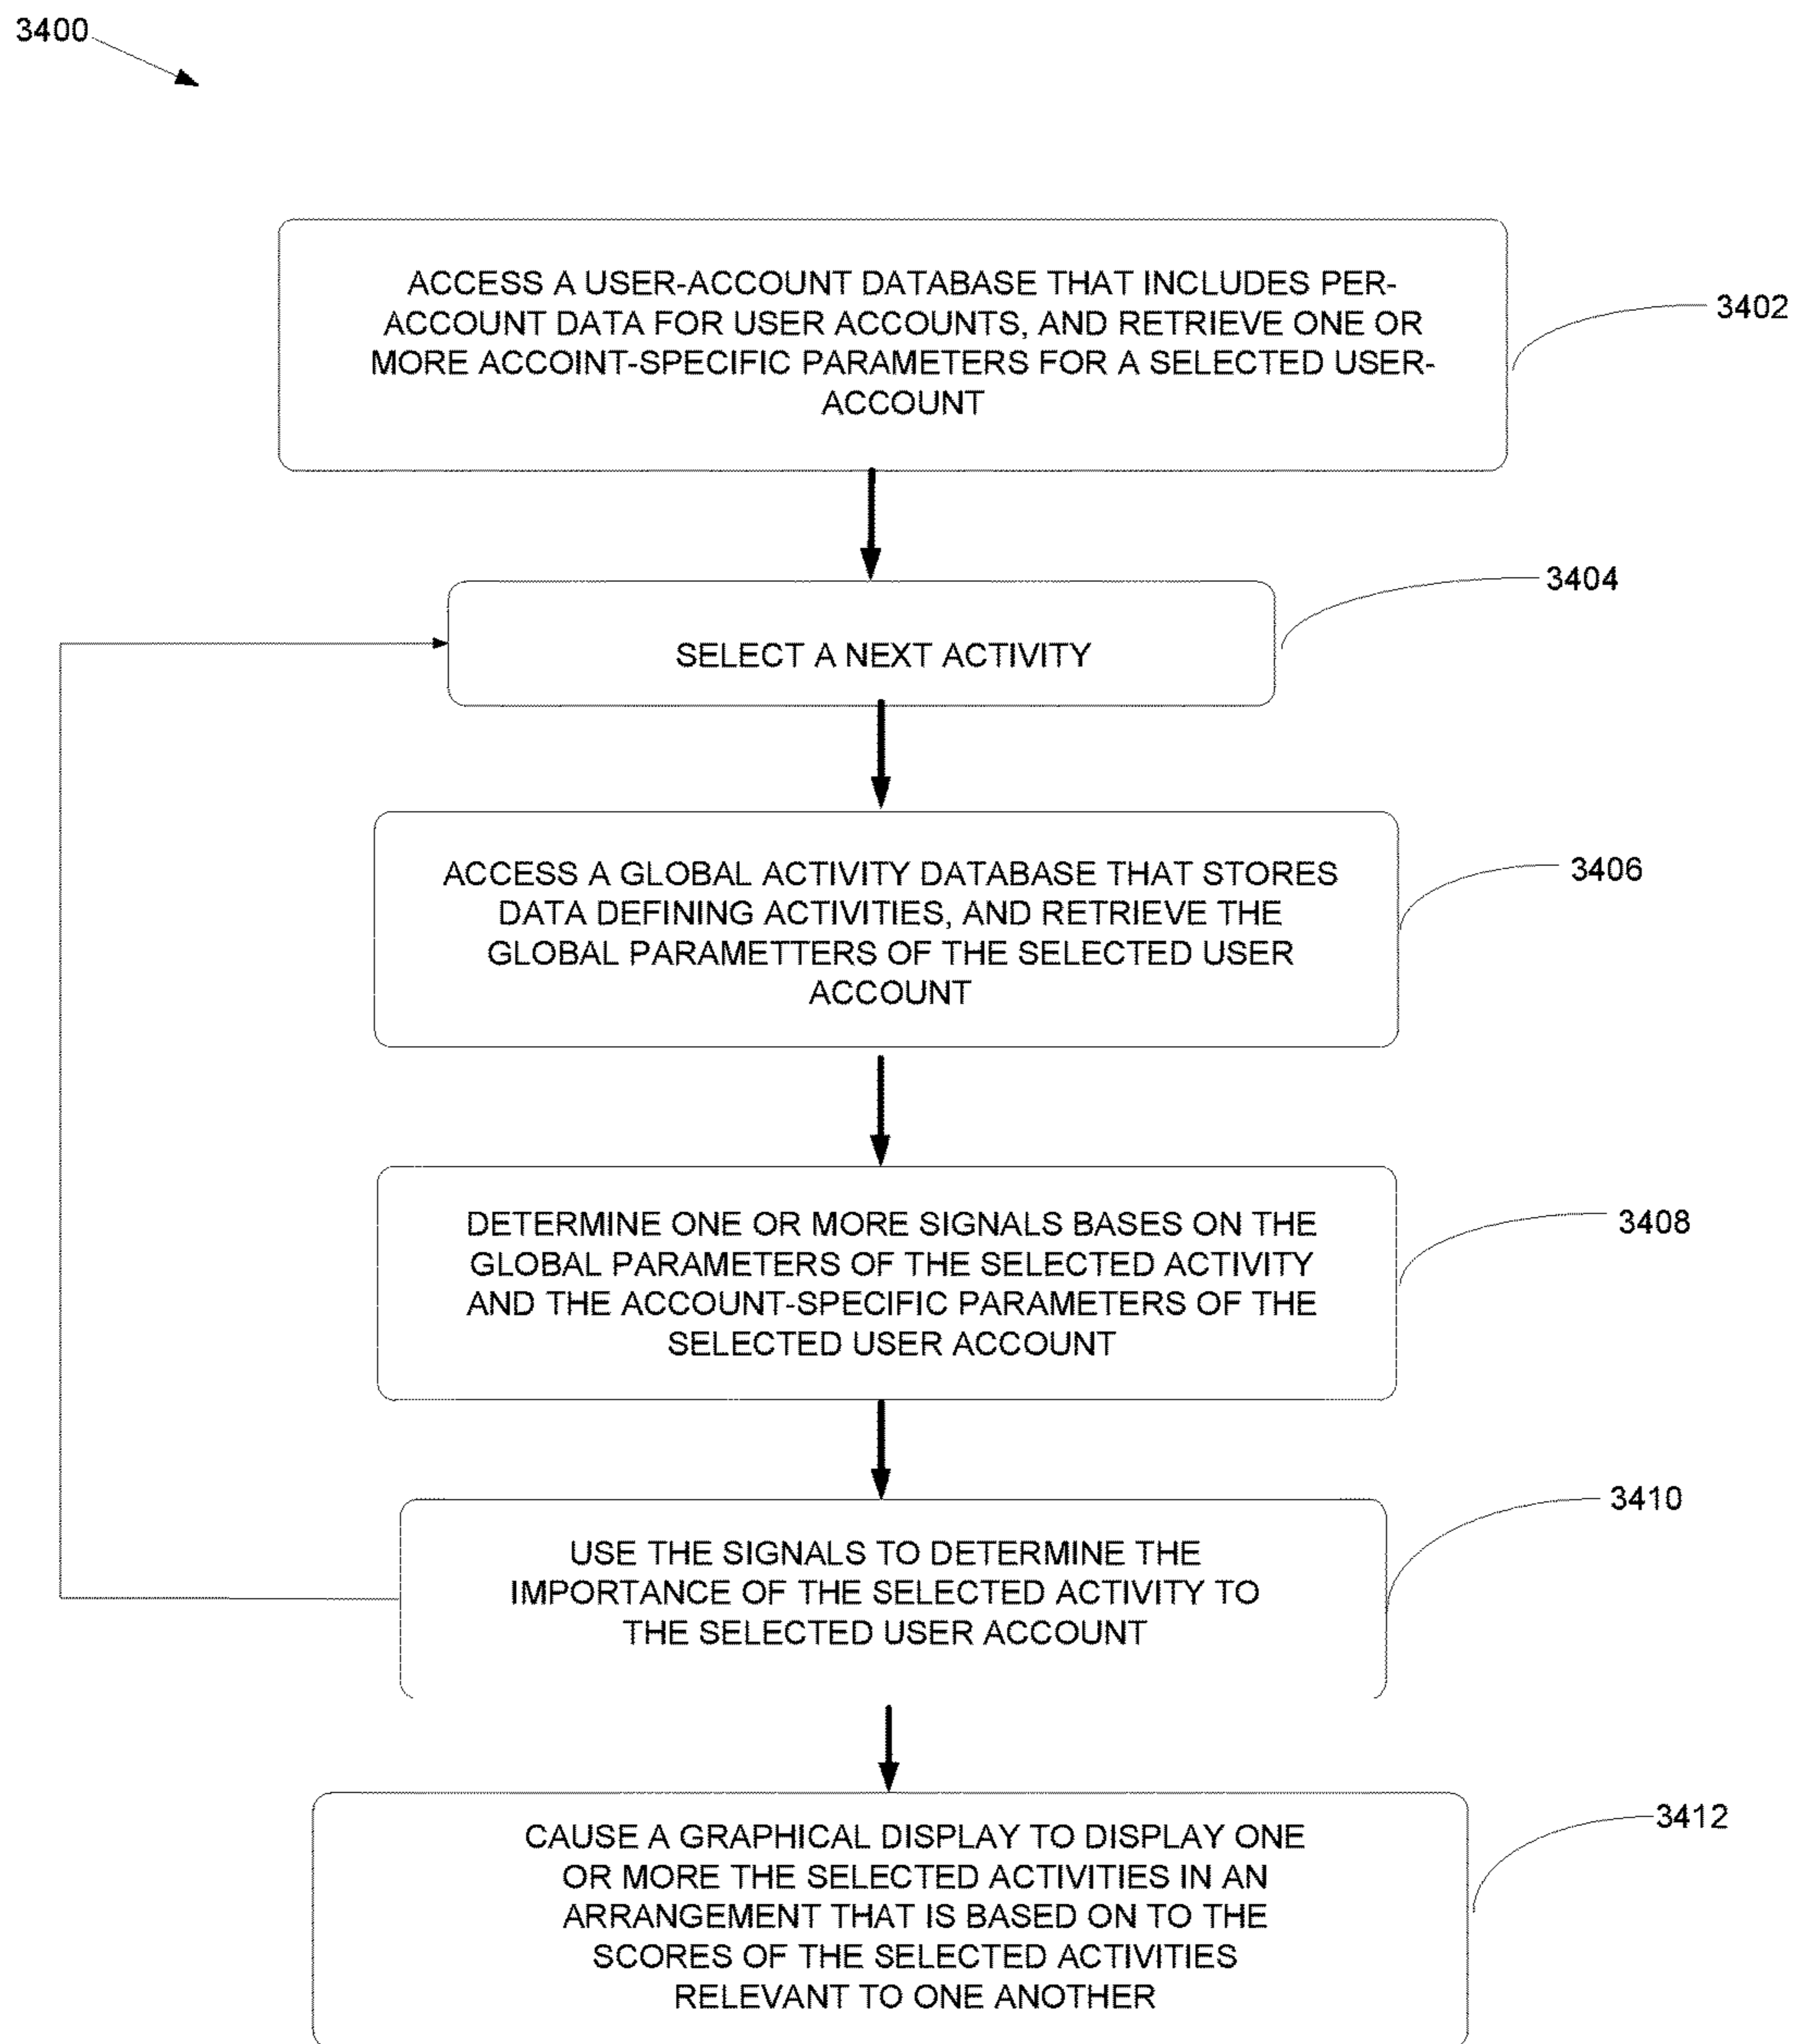 3400
ACCESS A USER-ACCOUNT DATABASE THAT INCLUDES PER-
ACCOUNT DATA FOR USER ACCOUNTS, AND RETRIEVE ONE OR
MORE ACCOINT-SPECIFIC PARAMETERS FOR A SELECTED USER-
ACCOUNT
3402
3404
SELECT A NEXT ACTIVITY
ACCESS A GLOBAL ACTIVITY DATABASE THAT STORES
DATA DEFINING ACTIVITIES, AND RETRIEVE THE
GLOBAL PARAMETTERS OF THE SELECTED USER
ACCOUNT
3406
DETERMINE ONE OR MORE SIGNALS BASES ON THE
GLOBAL PARAMETERS OF THE SELECTED ACTIVITY
AND THE ACCOUNT-SPECIFIC PARAMETERS OF THE
SELECTED USER ACCOUNT
3408
3410
USE THE SIGNALS TO DETERMINE THE
IMPORTANCE OF THE SELECTED ACTIVITY TO
THE SELECTED USER ACCOUNT
3412
CAUSE A GRAPHICAL DISPLAY TO DISPLAY ONE
OR MORE THE SELECTED ACTIVITIES IN AN
ARRANGEMENT THAT IS BASED ON TO THE
SCORES OF THE SELECTED ACTIVITIES
RELEVANT TO ONE ANOTHER